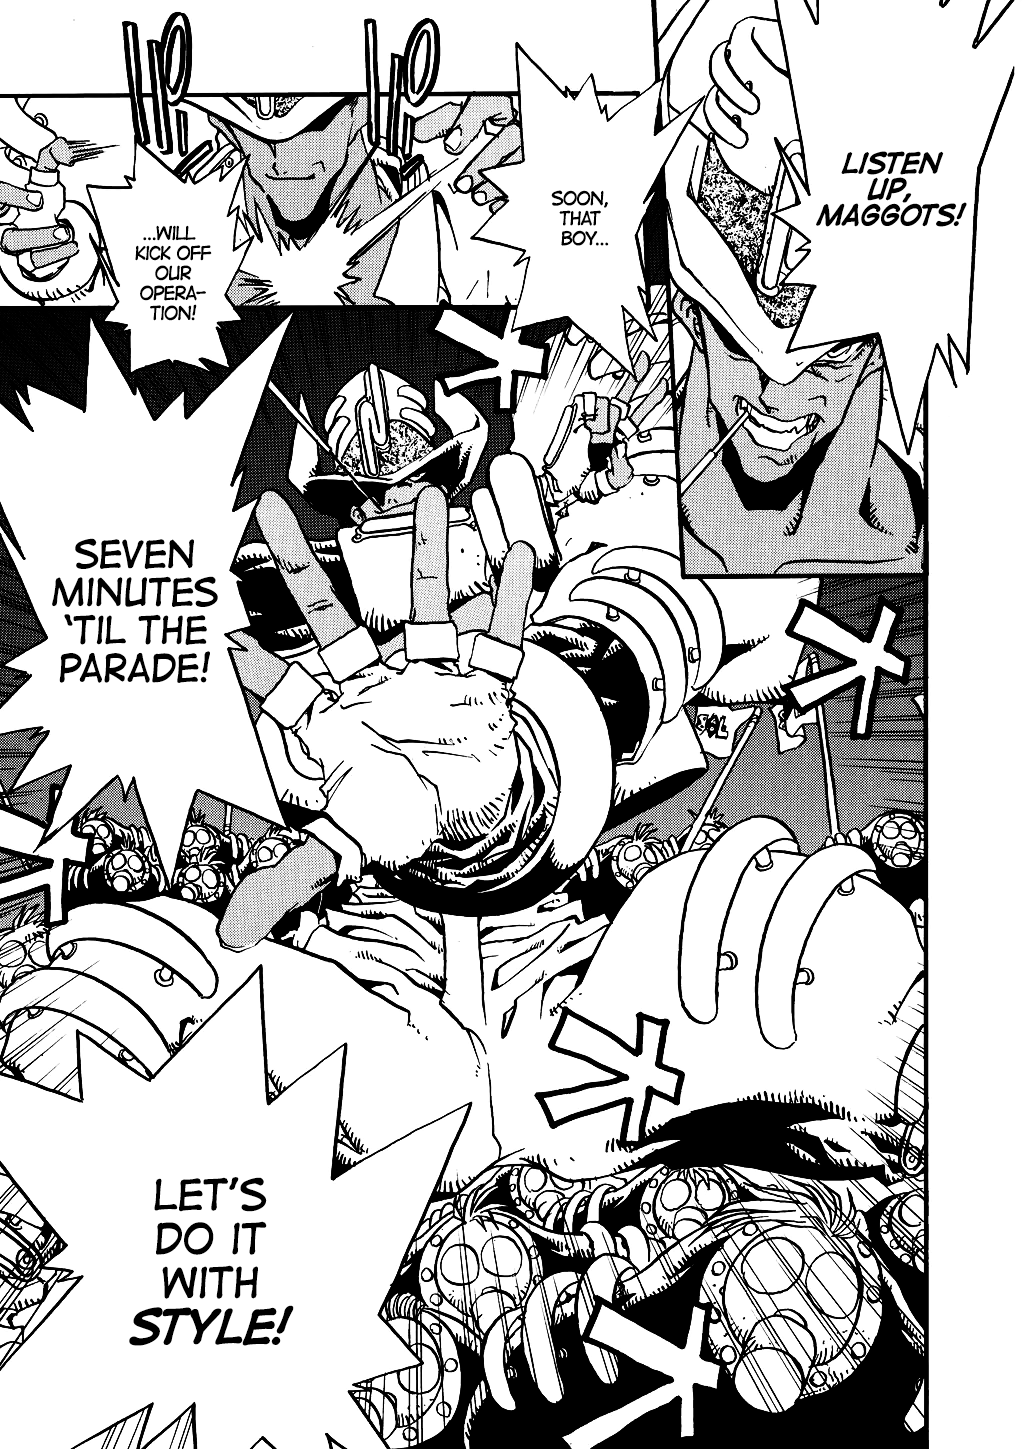 LISTEN
UP,
MAGGOTS!
SOON,
THAT
BOY...
...WILL
KICK OFF
OUR
OPERA-
TION!
SEVEN
MINUTES
'TIL THE
PARADE!
LET'S
DO IT
WITH
STYLE!